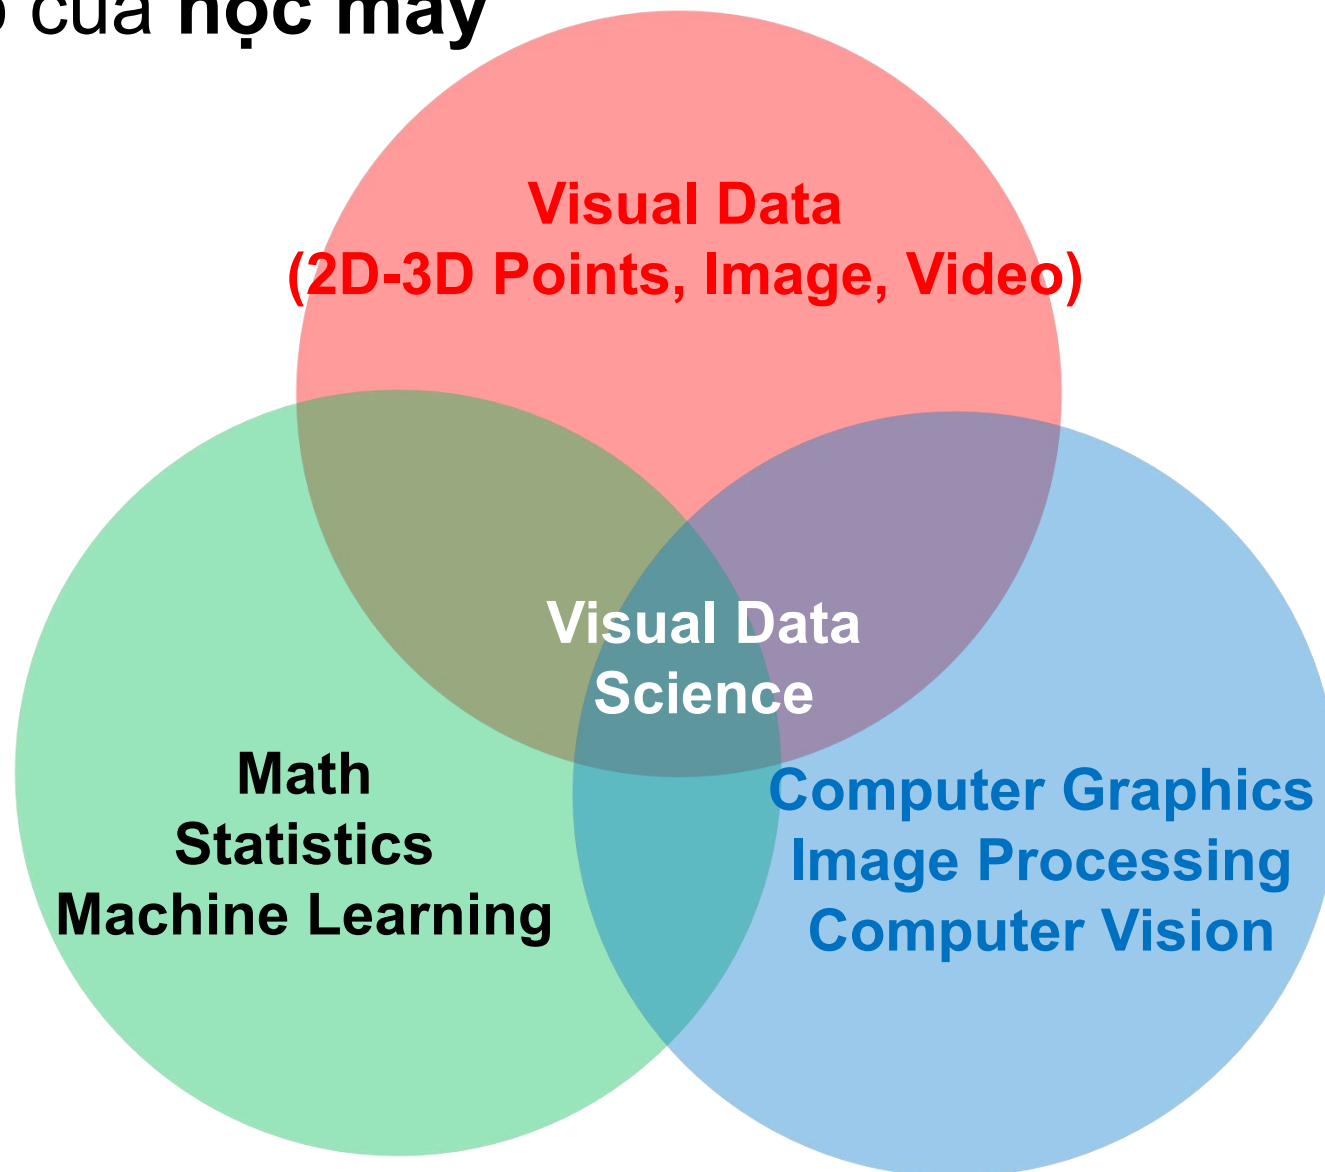 của học máy
Visual Data
(2D-3D Points, Image, Video)
Visual Data
Science
Math
Statistics
Machine Learning
Computer Graphics
Image Processing
Computer Vision